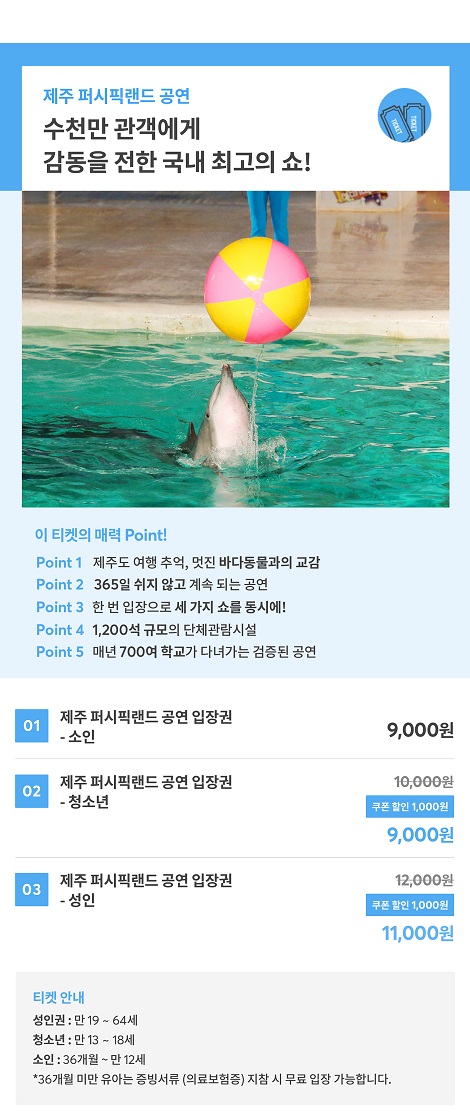 제주 퍼시픽랜드 공연
수천만 관객에게
감동을 전한 국내 최고의 쇼!
TICKET
TICKET
이 티켓의 매력 Point!
Point 1 제주도 여행 추억, 멋진 바다동물과의 교감
Point 2 365일 쉬지 않고 계속 되는 공연
Point 3 한 번 입장으로 세 가지 쇼를 동시에!
Point 4 1,200석 규모의 단체관람시설
Point 5 매년 700여 학교가 다녀가는 검증된 공연
01 제주 퍼시픽랜드 공연 입장권
- 소인
9,000원
02 제주 퍼시픽랜드 공연 입장권
- 청소년
10,000원
쿠폰 할인 1,000원
9,000원
03 제주 퍼시픽랜드 공연 입장권
- 성인
12,000원
쿠폰 할인 1,000원
11,000원
티켓 안내
성인권 : 만 19 ~ 64세
청소년 : 만 13 ~ 18세
소인 : 36개월 ~ 만 12세
*36개월 미만 유아는 증빙서류 (의료보험증) 지참 시 무료 입장 가능합니다.